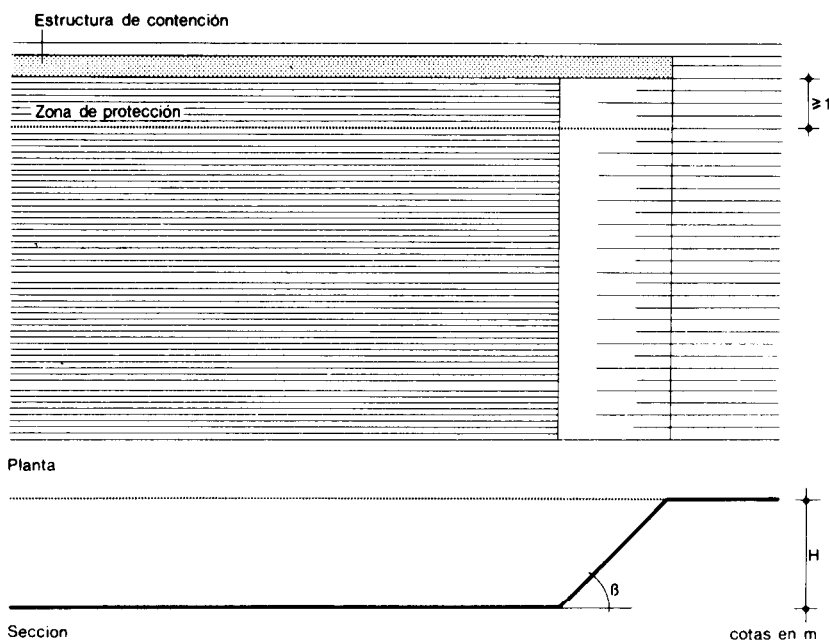 Estructura de contención
≥ 1
Zona de protección
Planta
H
β
Seccion
cotas en m